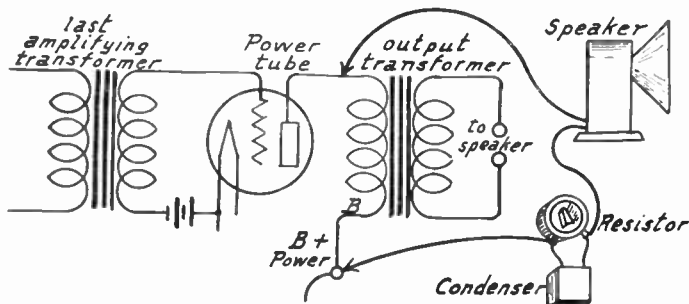 last
amplifying
transformer
Power
tube
output
transformer
Speaker
to
speaker
B
B+
Power
Resistor
Condenser